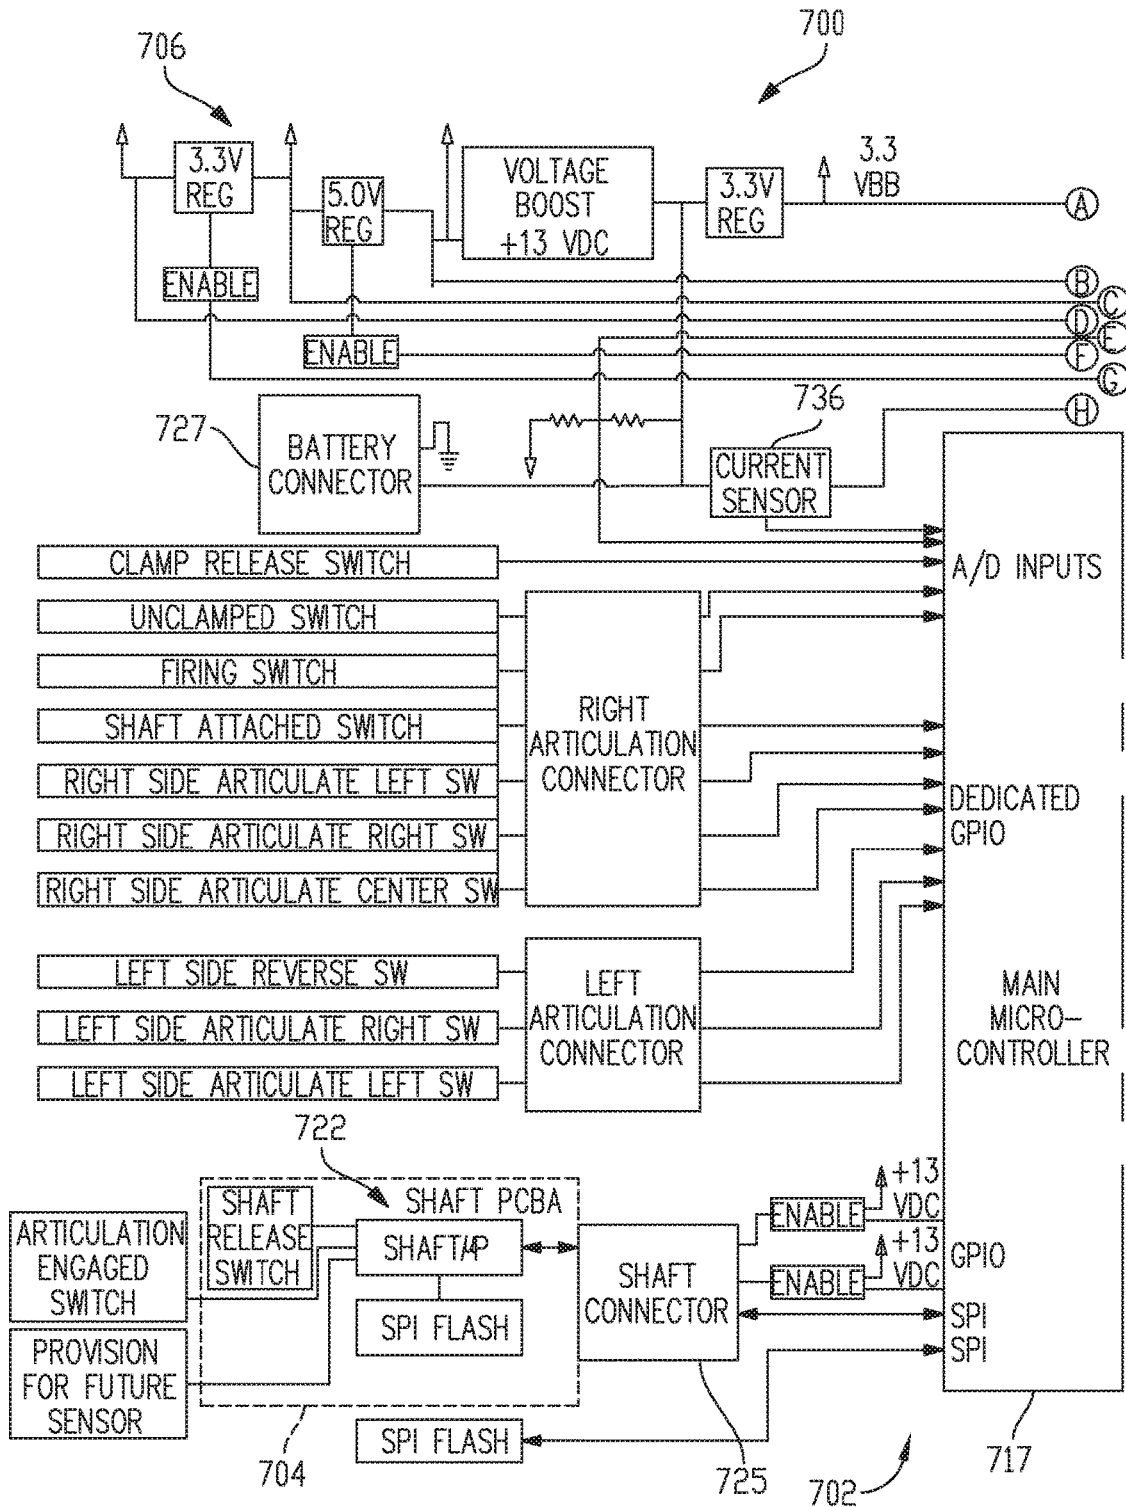 700
706
3.3V
REG
5.0V
REG
VOLTAGE
BOOST
+13 VDC
3.3V
REG
3.3
VBB
A
ENABLE
B
C
D
E
ENABLE
F
G
H
736
727
BATTERY
CONNECTOR
CURRENT
SENSOR
CLAMP RELEASE SWITCH
A/D INPUTS
UNCLAMPED SWITCH
FIRING SWITCH
SHAFT ATTACHED SWITCH
RIGHT SIDE ARTICULATE LEFT SW
RIGHT SIDE ARTICULATE RIGHT SW
RIGHT SIDE ARTICULATE CENTER SW
RIGHT
ARTICULATION
CONNECTOR
DEDICATED
GPIO
LEFT SIDE REVERSE SW
LEFT SIDE ARTICULATE RIGHT SW
LEFT SIDE ARTICULATE LEFT SW
LEFT
ARTICULATION
CONNECTOR
MAIN
MICRO-
CONTROLLER
722
SHAFT PCBA
SHAFT
RELEASE
SWITCH
ARTICULATION
ENGAGED
SWITCH
SHAFT/µP
SPI FLASH
SHAFT
CONNECTOR
ENABLE
+13
VDC
ENABLE
+13
VDC
GPIO
SPI
SPI
PROVISION
FOR FUTURE
SENSOR
SPI FLASH
704
725
702
717